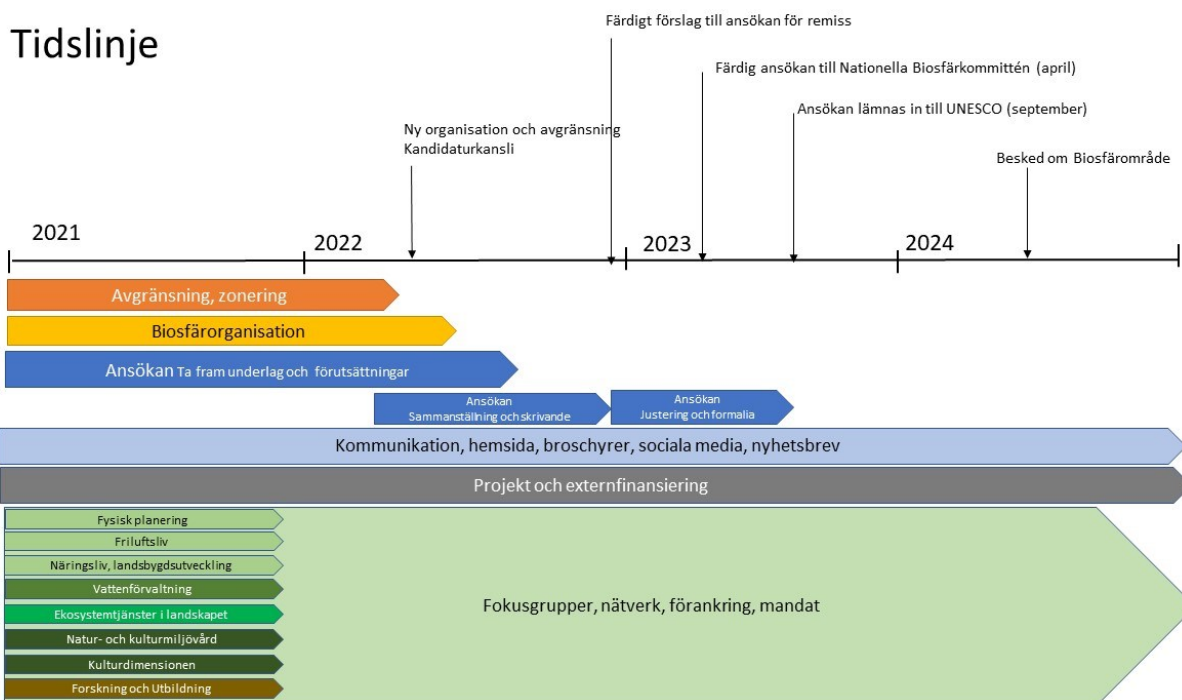 Tidslinje
Färdigt förslag till ansökan för remiss
Färdig ansökan till Nationella Biosfärkommittén (april)
Ansökan lämnas in till UNESCO (september)
Ny organisation och avgränsning
Kandidaturkansli
Besked om Biosfärområde
2021
2022
2023
2024
Avgränsning, zonering
Biosfärorganisation
Ansökan Ta fram underlag och förutsättningar
Ansökan
Sammanställning och skrivande
Ansökan
Justering och formalia
Kommunikation, hemsida, broschyrer, sociala media, nyhetsbrev
Projekt och externfinansiering
Fysisk planering
Friluftsliv
Näringsliv, landsbygdsutveckling
Vattenförvaltning
Ekosystemtjänster i landskapet
Natur- och kulturmiljövård
Kulturdimensionen
Forskning och Utbildning
Fokusgrupper, nätverk, förankring, mandat